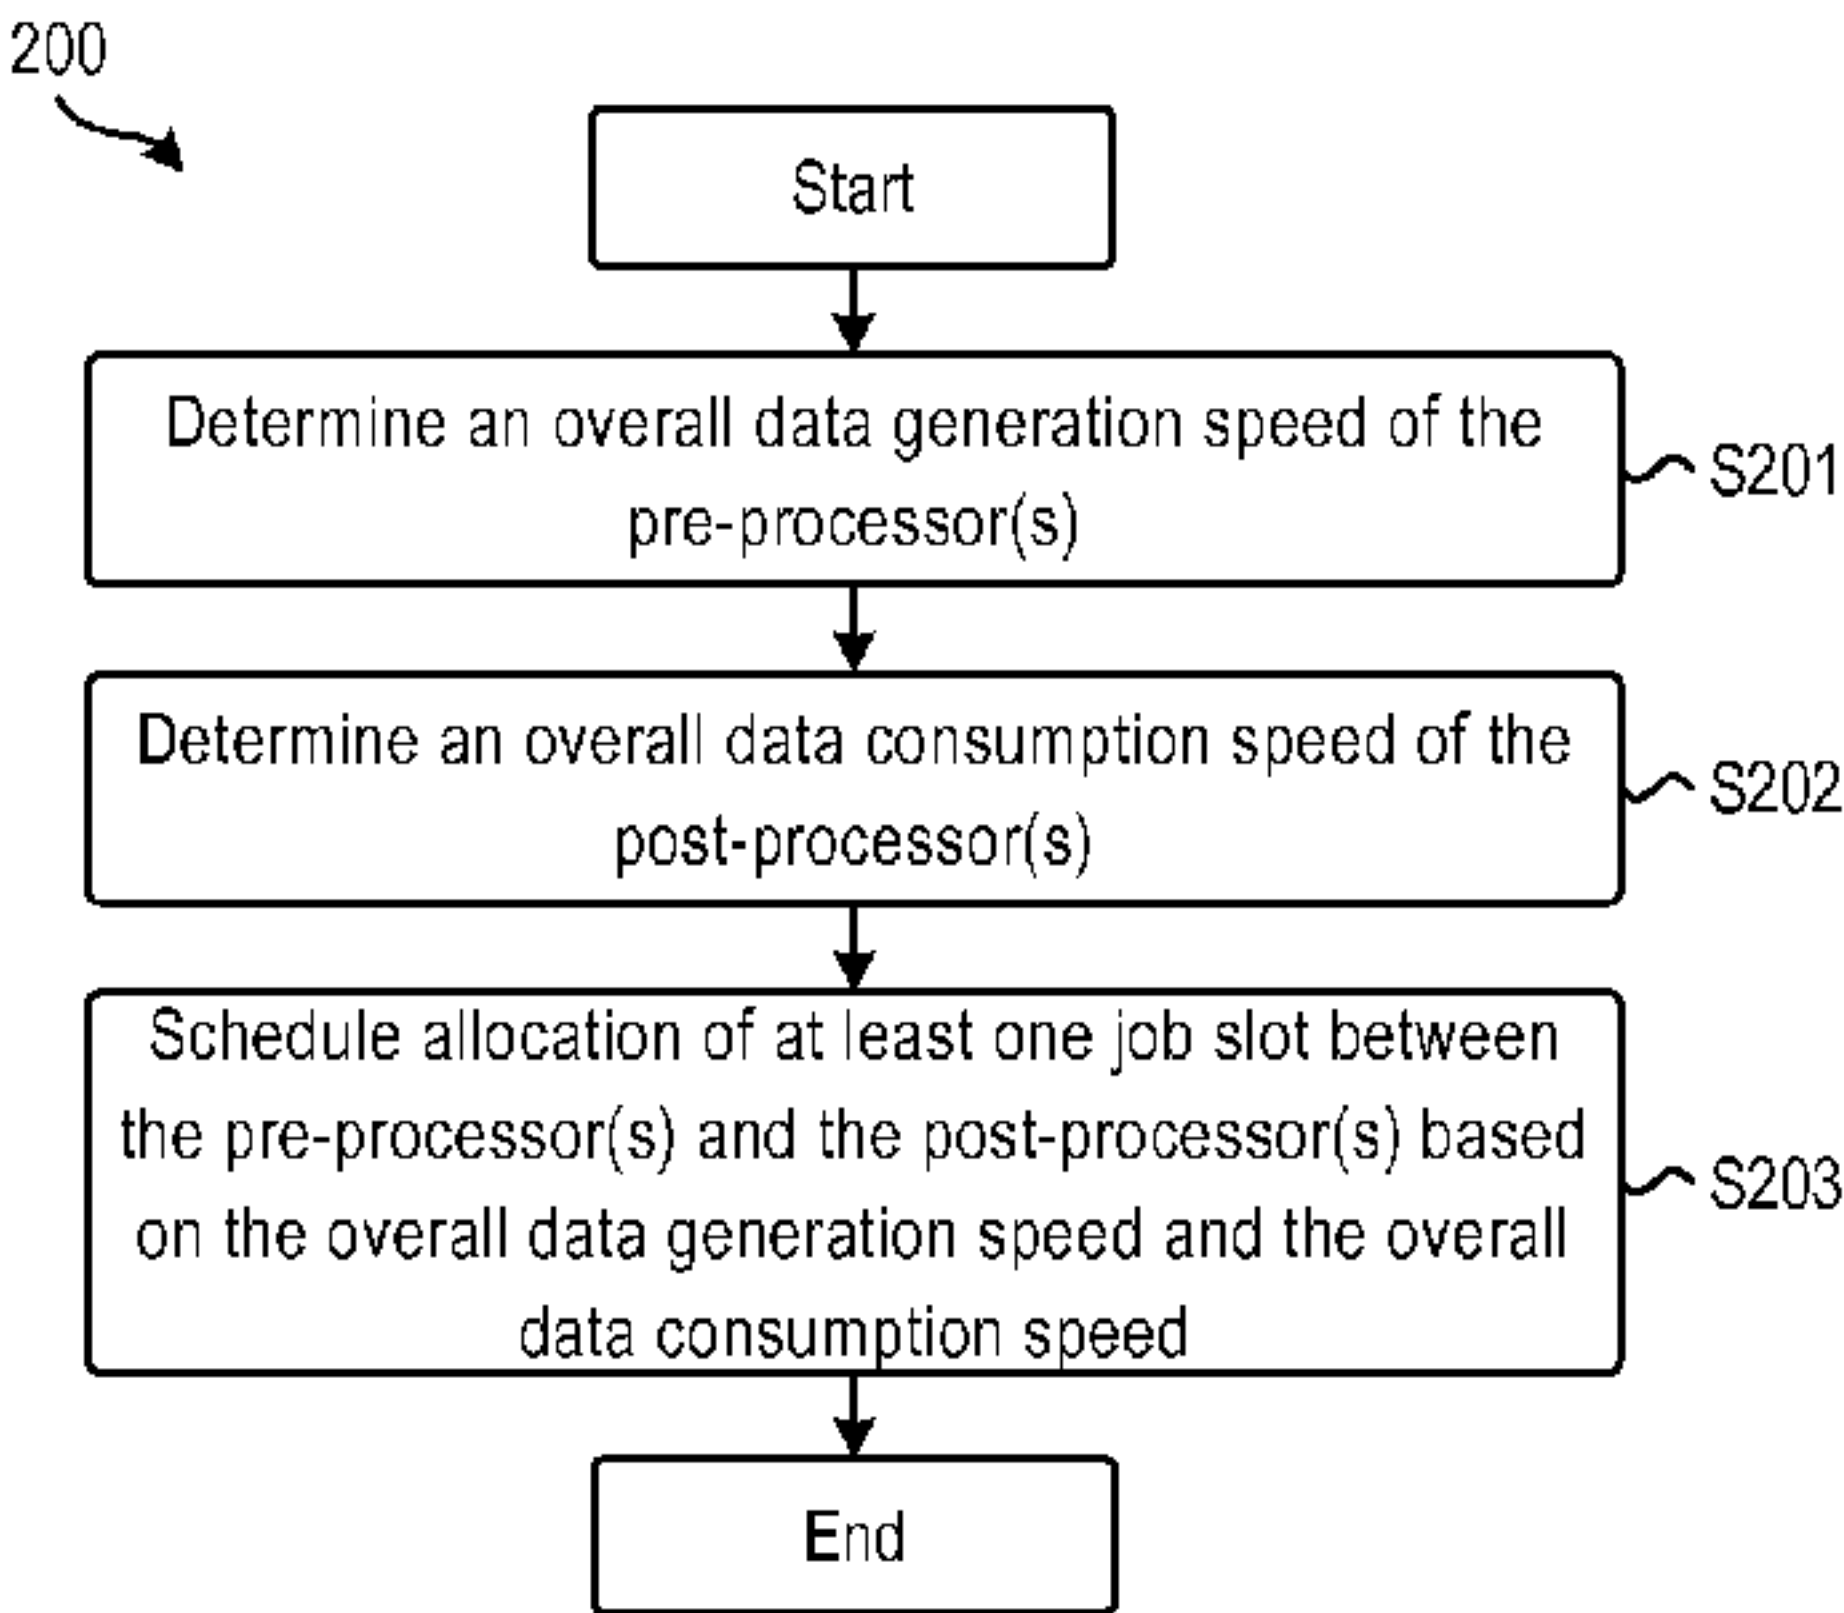 200
Start
Determine an overall data generation speed of the
pre-processor(s)
S201
Determine an overall data consumption speed of the
post-processor(s)
S202
Schedule allocation of at least one job slot between
the pre-processor(s) and the post-processor(s) based
on the overall data generation speed and the overall
data consumption speed
S203
End